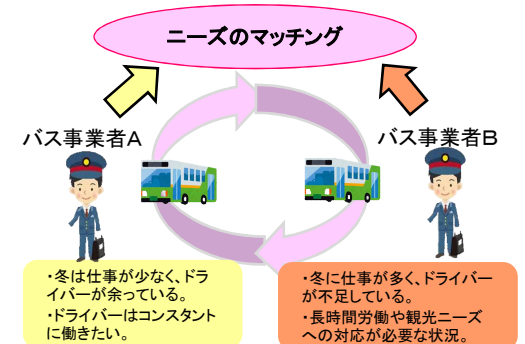 ニーズのマッチング
バス事業者A
バス事業者B
・冬は仕事が少なく、ドラ
イバーが余っている。
・ドライバーはコンスタント
に働きたい。
・冬に仕事が多く、ドライバー
が不足している。
・長時間労働や観光ニーズ
への対応が必要な状況。